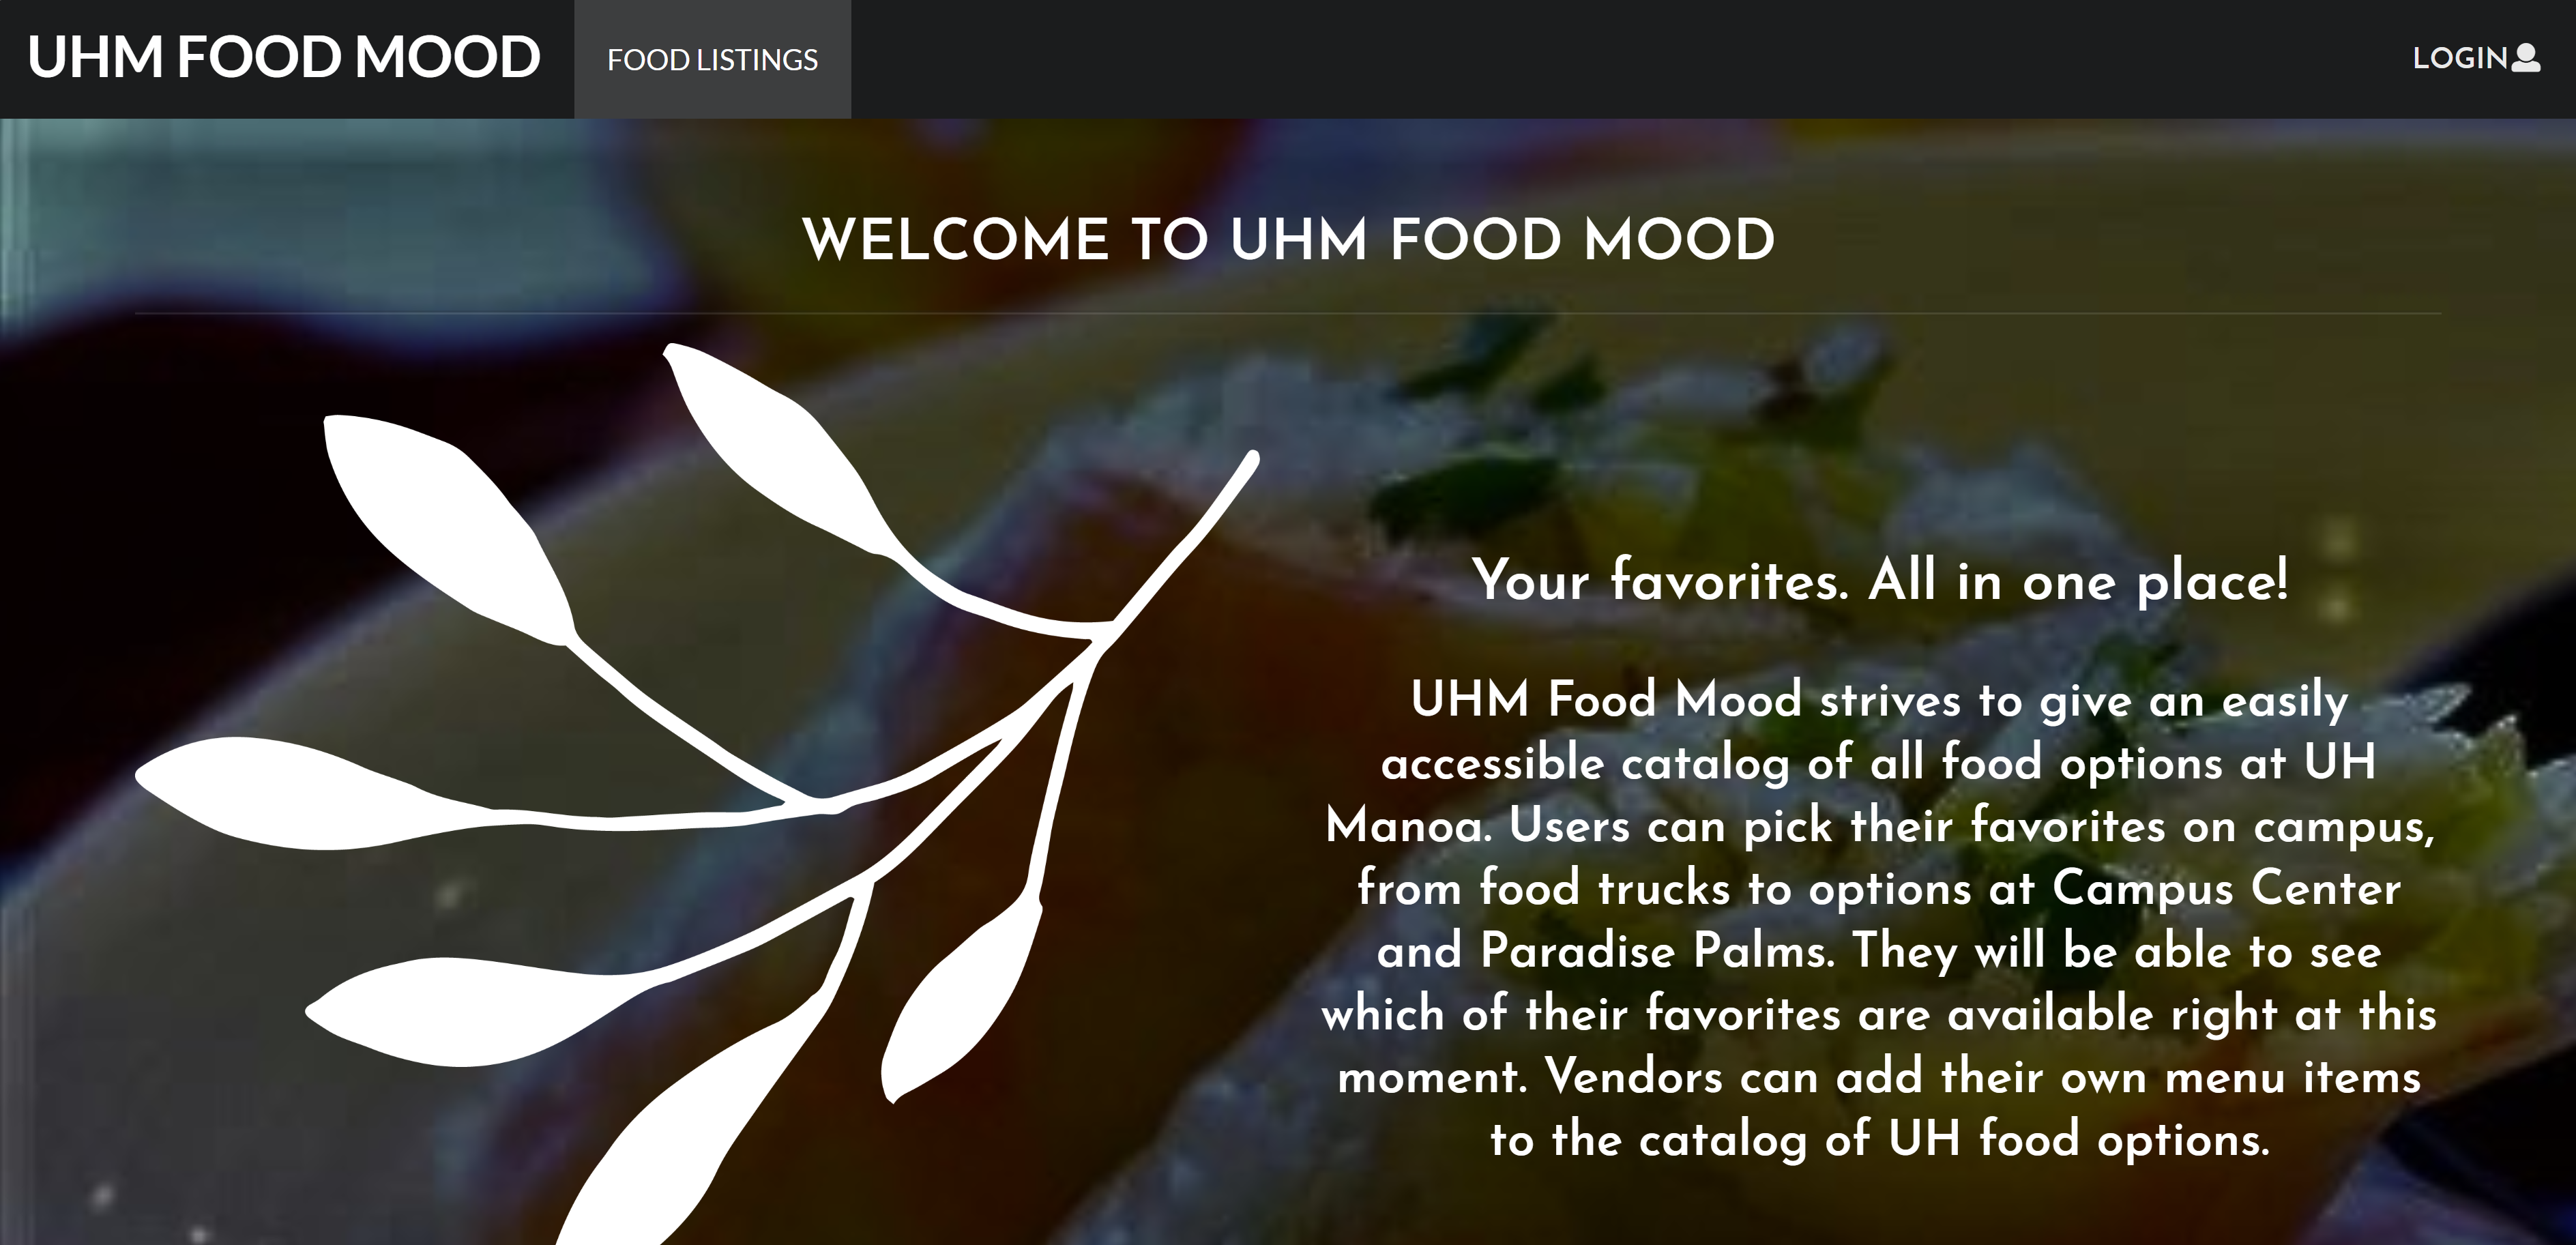 UHM FOOD MOOD
FOOD LISTINGS
LOGIN
WELCOME TO UHM FOOD MOOD
Your favorites. All in one place!
UHM Food Mood strives to give an easily
accessible catalog of all food options at UH
Manoa. Users can pick their favorites on campus,
from food trucks to options at Campus Center
and Paradise Palms. They will be able to see
which of their favorites are available right at this
moment. Vendors can add their own menu items
to the catalog of UH food options.